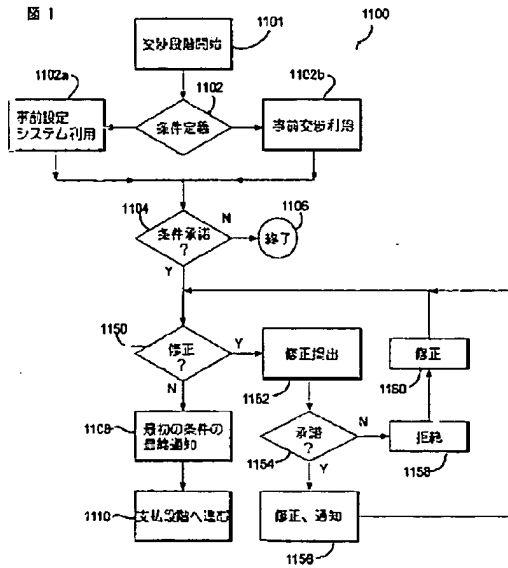 図 1
1100
1101
交渉段階開始
1102a
1102
1102b
事前設定
システム利用
条件定義
事前交渉利用
1104
N
1106
条件承諾
?
終了
Y
1150
修正
?
Y
修正提出
修正
N
1152
1160
1108
最初の条件の
最終通知
承諾
?
N
拒絶
1154
Y
1158
1110
支払段階へ進む
修正、通知
1156